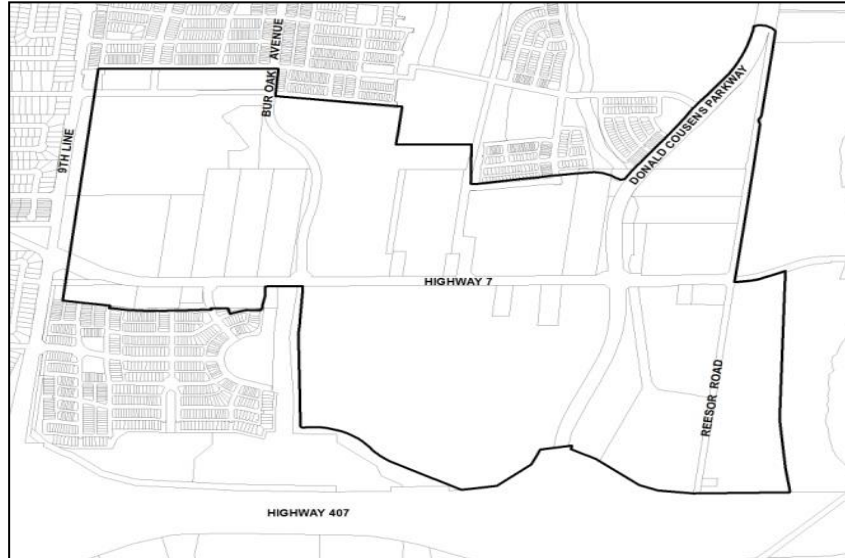 BUR OAK AVENUE
9TH LINE
DONALD COUSENS PARKWAY
HIGHWAY 7
REESOR ROAD
HIGHWAY 407